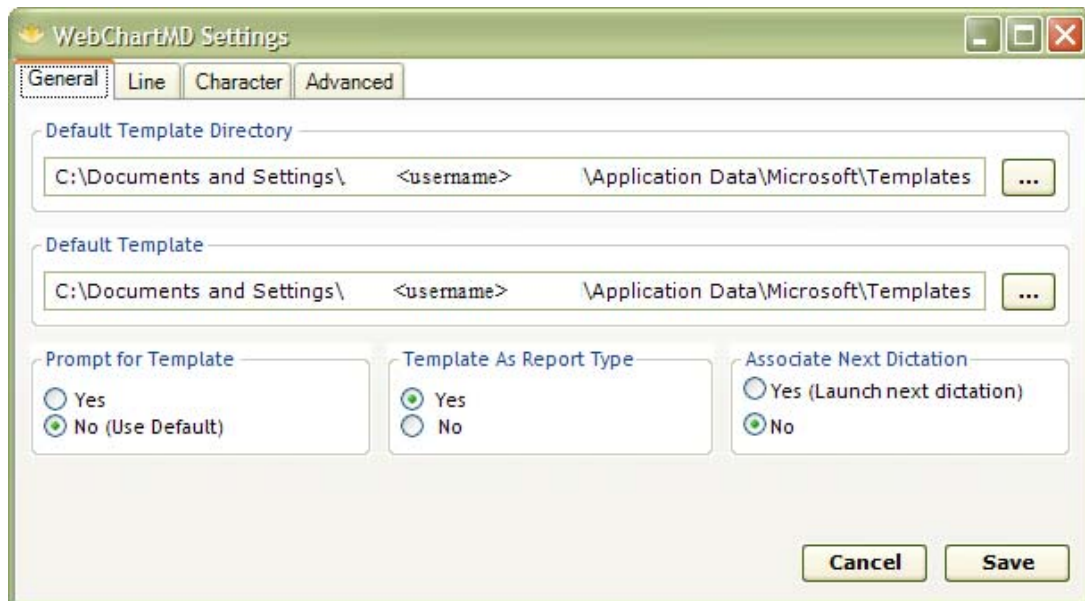 WebChartMD Settings
General Line Character Advanced
Default Template Directory
C:\Documents and Settings\ <username> \Application Data\Microsoft\Templates ...
Default Template
C:\Documents and Settings\ <username> \Application Data\Microsoft\Templates ...
Prompt for Template
Yes
No (Use Default)
Template As Report Type
Yes
No
Associate Next Dictation
Yes (Launch next dictation)
No
Cancel Save